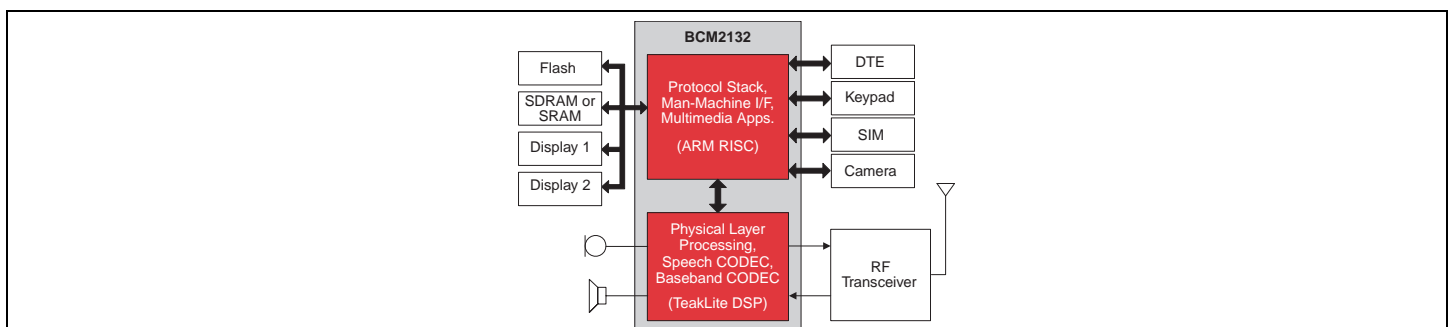 BCM2132
Flash
SDRAM or
SRAM
Display 1
Display 2
Protocol Stack,
Man-Machine I/F,
Multimedia Apps.
(ARM RISC)
DTE
Keypad
SIM
Camera
Physical Layer
Processing,
Speech CODEC,
Baseband CODEC
(TeakLite DSP)
RF
Transceiver